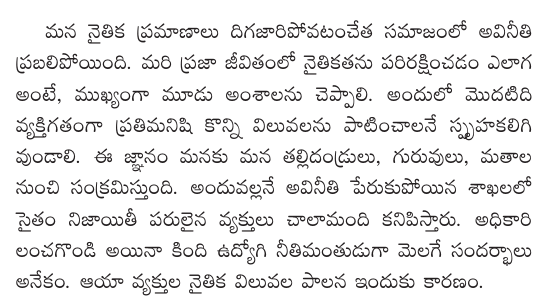 మన నైతిక ప్రమాణాలు దిగజారిపోవటంచేత సమాజంలో అవినీతి
ప్రబలిపోయింది. మరి ప్రజా జీవితంలో నైతికతను పరిరక్షించడం ఎలాగ
అంటే, ముఖ్యంగా మూడు అంశాలను చెప్పాలి. అందులో మొదటిది
వ్యక్తిగతంగా ప్రతిమనిషి కొన్ని విలువలను పాటించాలనే స్పృహకలిగి
వుండాలి. ఈ జ్ఞానం మనకు మన తల్లిదండ్రులు, గురువులు, మతాల
నుంచి సంక్రమిస్తుంది. అందువల్లనే అవినీతి పేరుకుపోయిన శాఖలలో
సైతం నిజాయితీ పరులైన వ్యక్తులు చాలామంది కనిపిస్తారు. అధికారి
లంచగొండి అయినా కింది ఉద్యోగి నీతిమంతుడుగా మెలగే సందర్భాలు
అనేకం. ఆయా వ్యక్తుల నైతిక విలువల పాలన ఇందుకు కారణం.